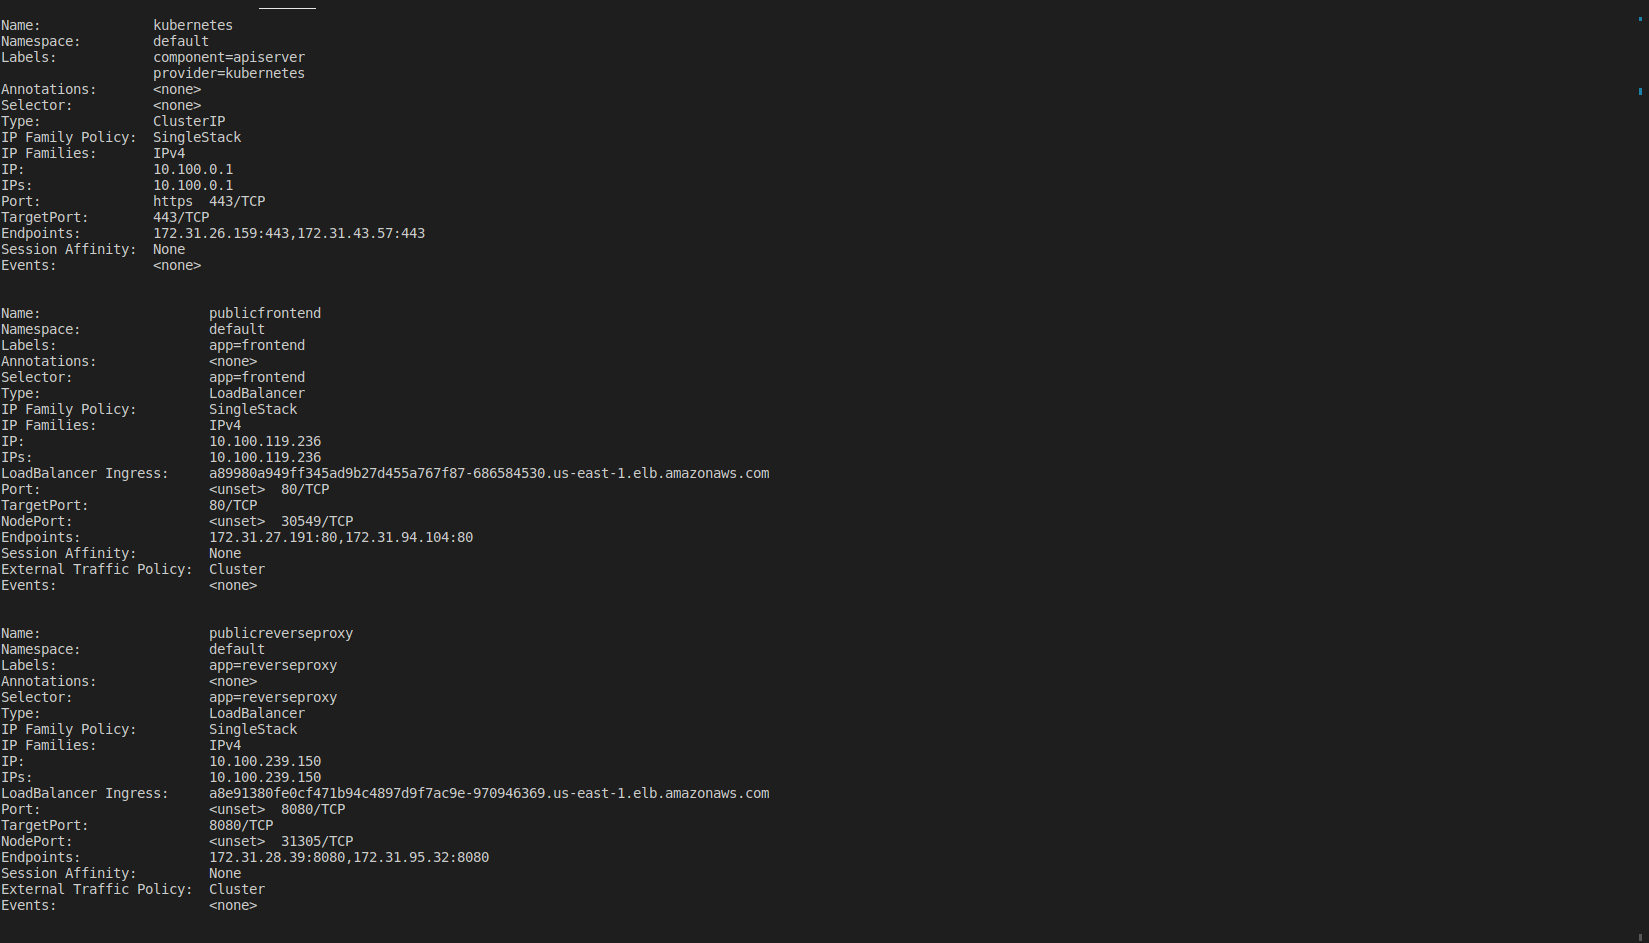 Name:              kubernetes
Namespace:         default
Labels:            component=apiserver
                   provider=kubernetes
Annotations:       <none>
Selector:          <none>
Type:              ClusterIP
IP Family Policy:  SingleStack
IP Families:       IPv4
IP:                10.100.0.1
IPs:               10.100.0.1
Port:              https  443/TCP
TargetPort:        443/TCP
Endpoints:         172.31.26.159:443,172.31.43.57:443
Session Affinity:  None
Events:            <none>
Name:                     publicfrontend
Namespace:                default
Labels:                   app=frontend
Annotations:              <none>
Selector:                 app=frontend
Type:                     LoadBalancer
IP Family Policy:         SingleStack
IP Families:              IPv4
IP:                       10.100.119.236
IPs:                      10.100.119.236
LoadBalancer Ingress:     a89980a949ff345ad9b27d455a767f87-686584530.us-east-1.elb.amazonaws.com
Port:                     <unset>  80/TCP
TargetPort:               80/TCP
NodePort:                 <unset>  30549/TCP
Endpoints:                172.31.27.191:80,172.31.94.104:80
Session Affinity:         None
External Traffic Policy:  Cluster
Events:                   <none>
Name:                     publicreverseproxy
Namespace:                default
Labels:                   app=reverseproxy
Annotations:              <none>
Selector:                 app=reverseproxy
Type:                     LoadBalancer
IP Family Policy:         SingleStack
IP Families:              IPv4
IP:                       10.100.239.150
IPs:                      10.100.239.150
LoadBalancer Ingress:     a8e91380fe0cf471b94c4897d9f7ac9e-970946369.us-east-1.elb.amazonaws.com
Port:                     <unset>  8080/TCP
TargetPort:               8080/TCP
NodePort:                 <unset>  31305/TCP
Endpoints:                172.31.28.39:8080,172.31.95.32:8080
Session Affinity:         None
External Traffic Policy:  Cluster
Events:                   <none>